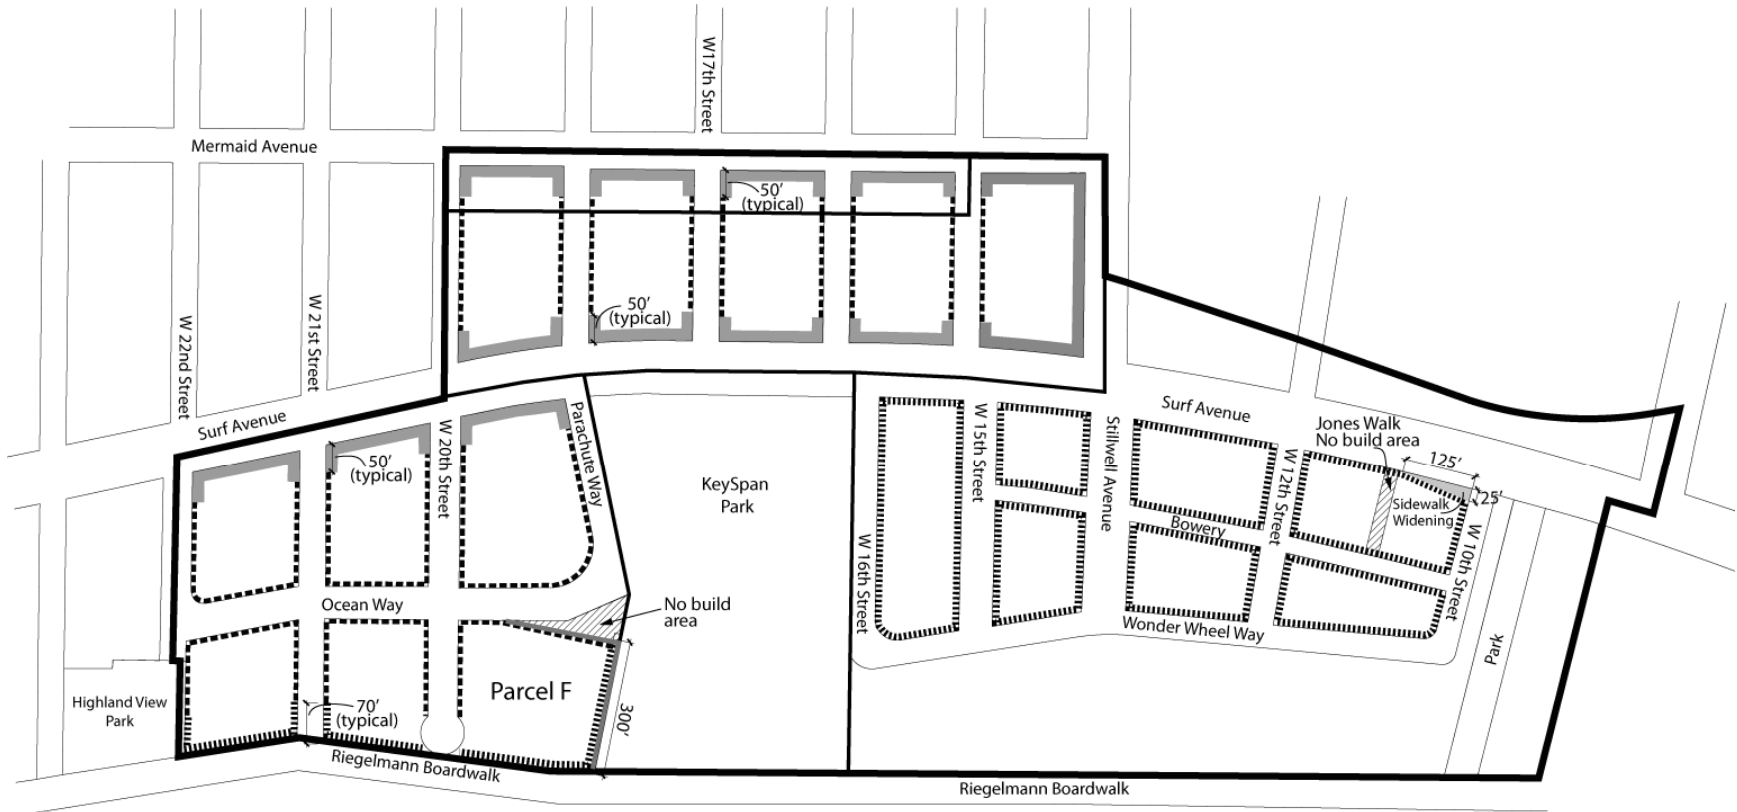 W17th Street
Mermaid Avenue
50'
(typical)
50'
(typical)
W 22nd Street
W 21st Street
Surf Avenue
50'
(typical)
W 20th Street
Parachute Way
KeySpan
Park
W 16th Street
W 15th Street
Stillwell Avenue
Surf Avenue
W 12th Street
Bowery
Jones Walk
No build area
125'
25'
Sidewalk
Widening
W 10th Street
Ocean Way
No build
area
Wonder Wheel Way
Park
Highland View
Park
70'
(typical)
Parcel F
300'
Riegelmann Boardwalk
Riegelmann Boardwalk